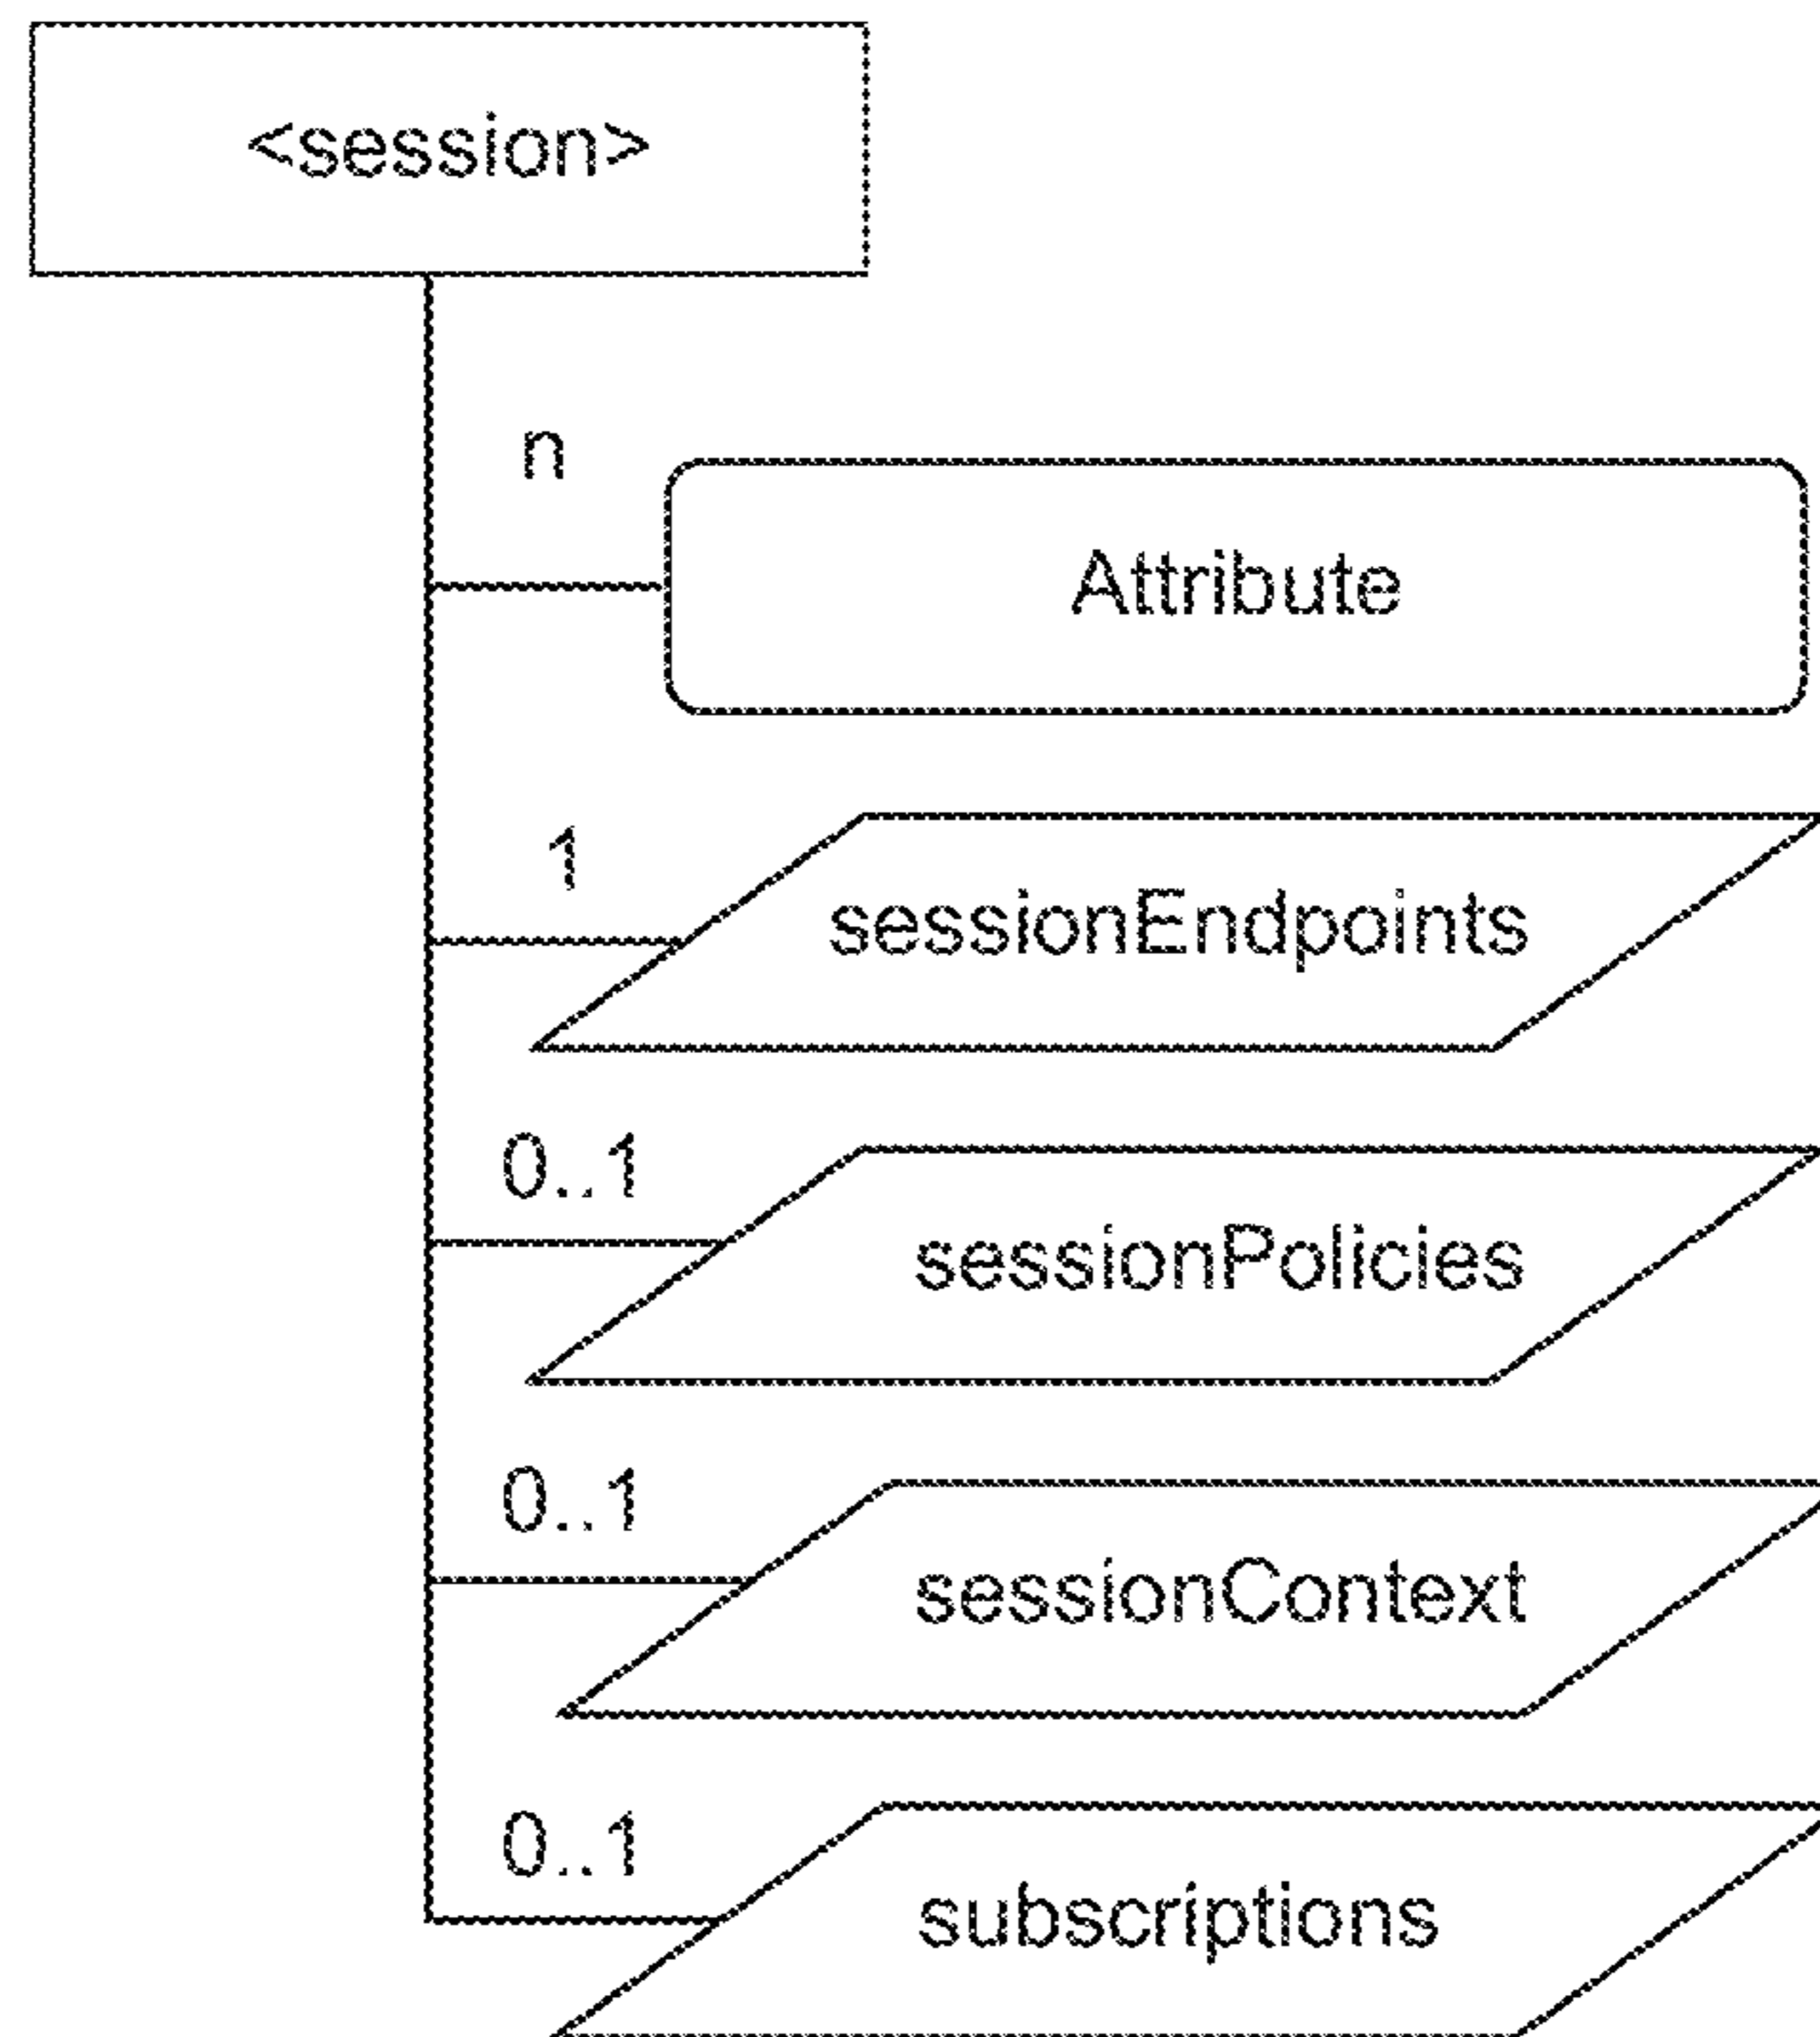 <session>
n
Attribute
1
sessionEndpoints
0..1
sessionPolicies
0..1
sessionContext
0..1
subscriptions